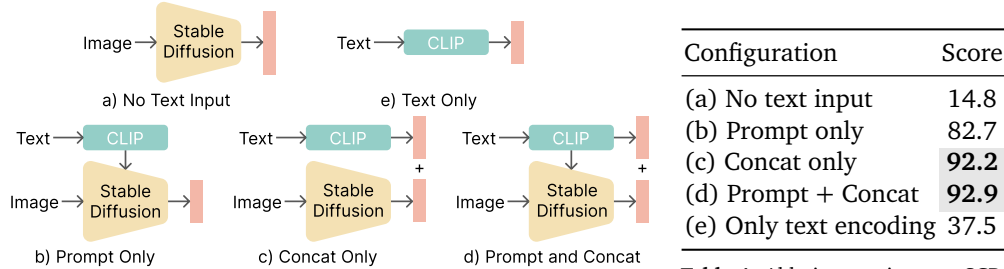 Image
Stable
Diffusion
a) No Text Input
Text
CLIP
e) Text Only
Text
CLIP
Image
Stable
Diffusion
b) Prompt Only
Text
CLIP
+
Image
Stable
Diffusion
c) Concat Only
Text
CLIP
+
Image
Stable
Diffusion
d) Prompt and Concat
Configuration Score
(a) No text input 14.8
(b) Prompt only 82.7
(c) Concat only 92.2
(d) Prompt + Concat 92.9
(e) Only text encoding 37.5